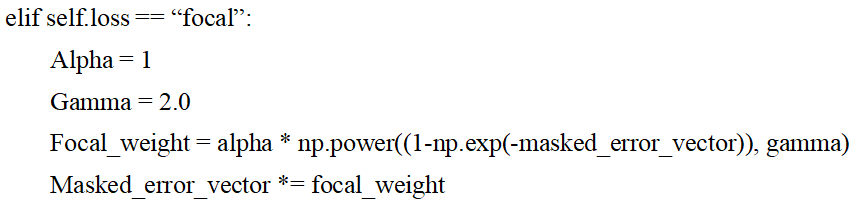 elif self.loss == “focal”:
Alpha = 1
Gamma = 2.0
Focal_weight = alpha * np.power((1-np.exp(-masked_error_vector)), gamma)
Masked_error_vector *= focal_weight